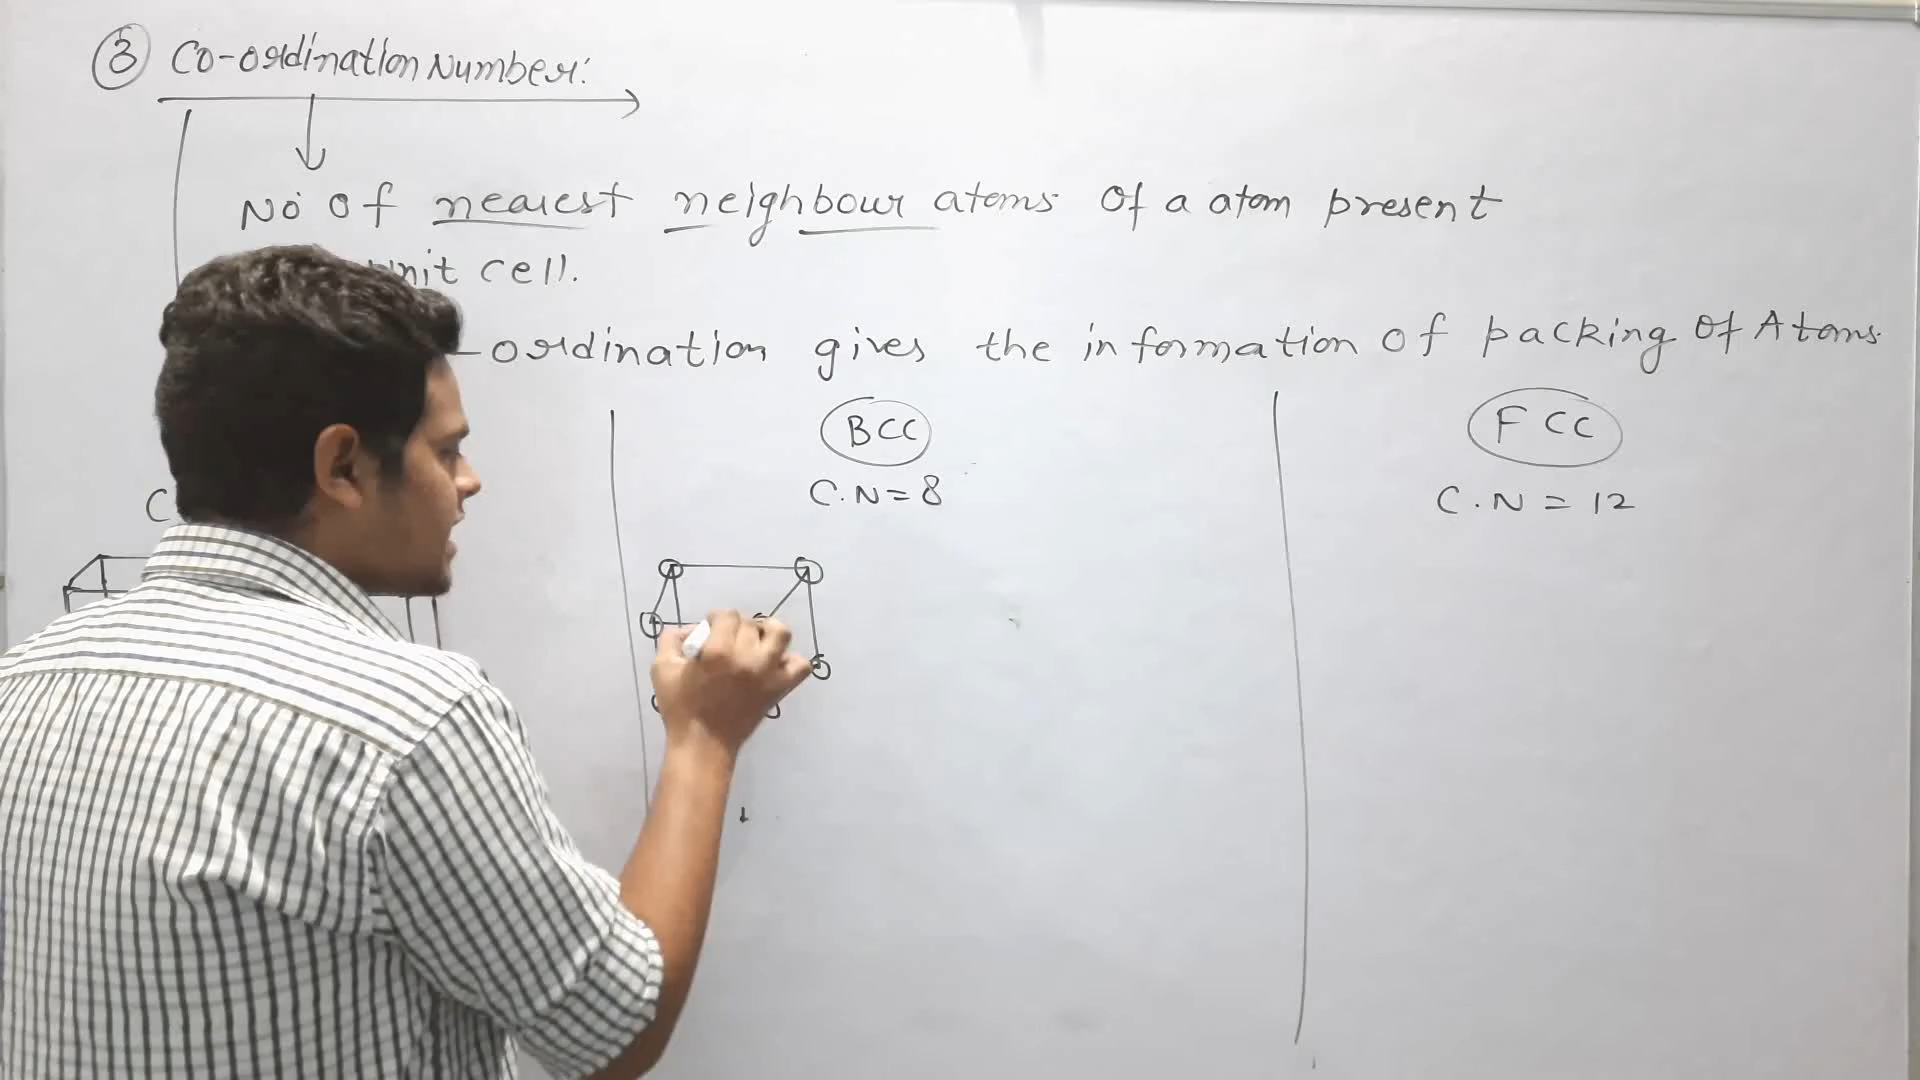 3 Co-ordination Number:
No of nearest neighbour atoms of a atom present
unit cell.
-ordination gives the information of packing of Atoms
BCC
FCC
C
C.N=8
C.N = 12